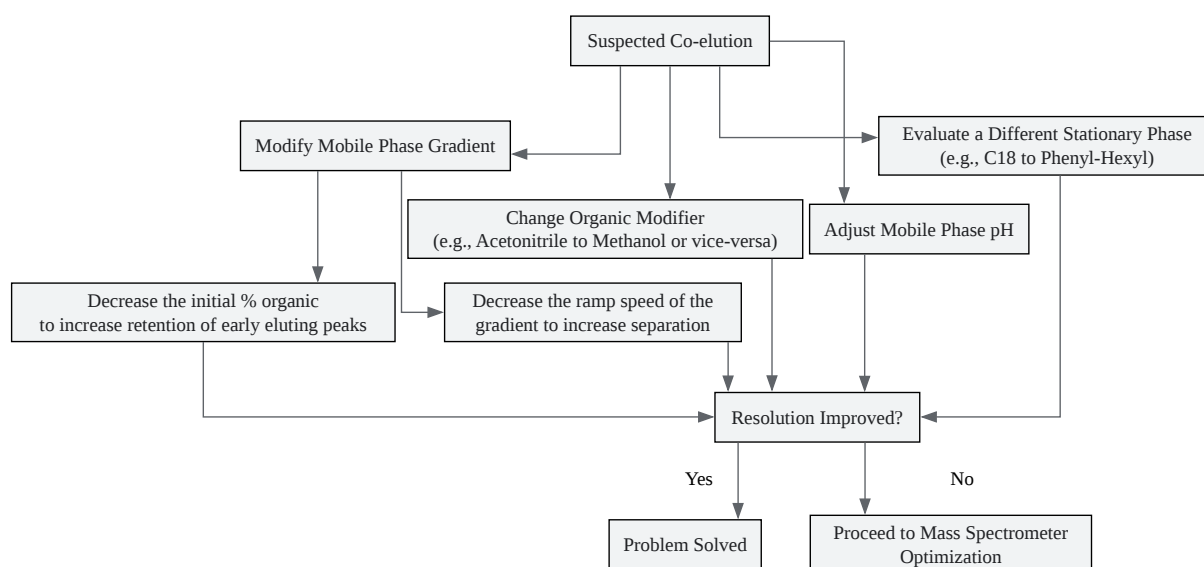 Suspected Co-elution
Modify Mobile Phase Gradient
Evaluate a Different Stationary Phase
(e.g., C18 to Phenyl-Hexyl)
Change Organic Modifier
(e.g., Acetonitrile to Methanol or vice-versa)
Adjust Mobile Phase pH
Decrease the initial % organic
to increase retention of early eluting peaks
Decrease the ramp speed of the
gradient to increase separation
Resolution Improved?
Yes
No
Problem Solved
Proceed to Mass Spectrometer
Optimization